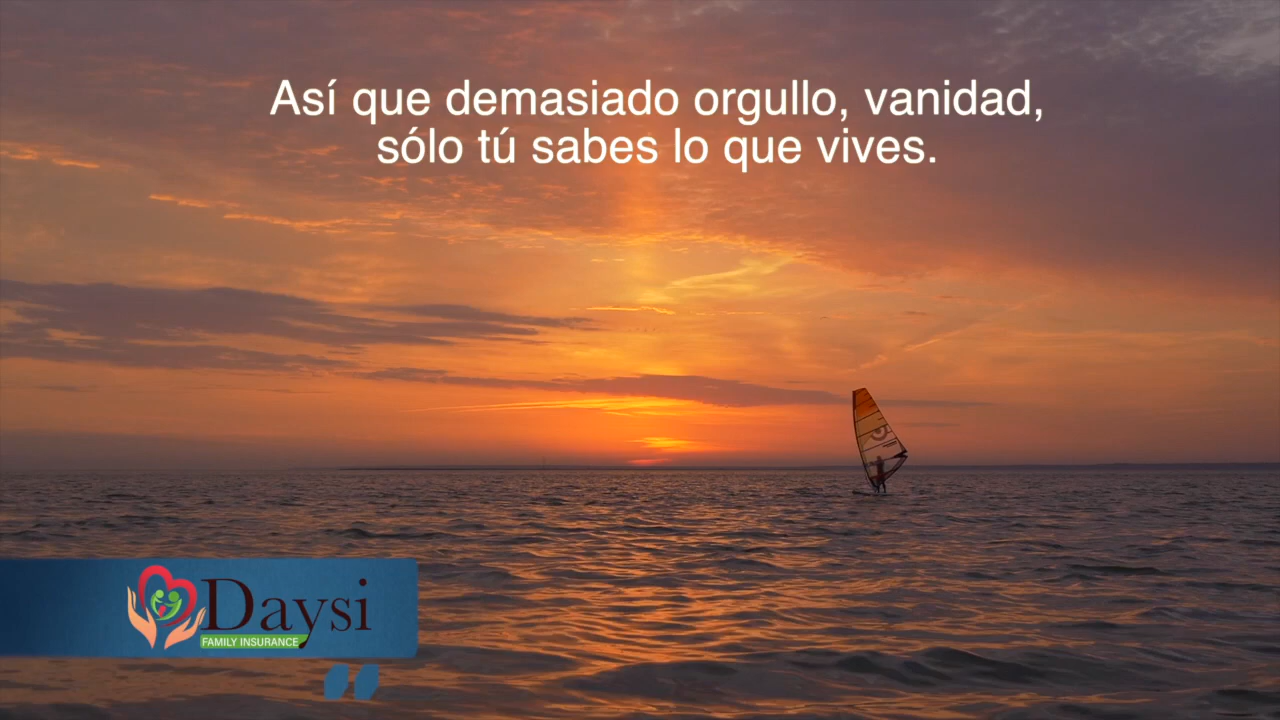 Así que demasiado orgullo, vanidad,
sólo tú sabes lo que vives.
Daysi
FAMILY INSURANCE